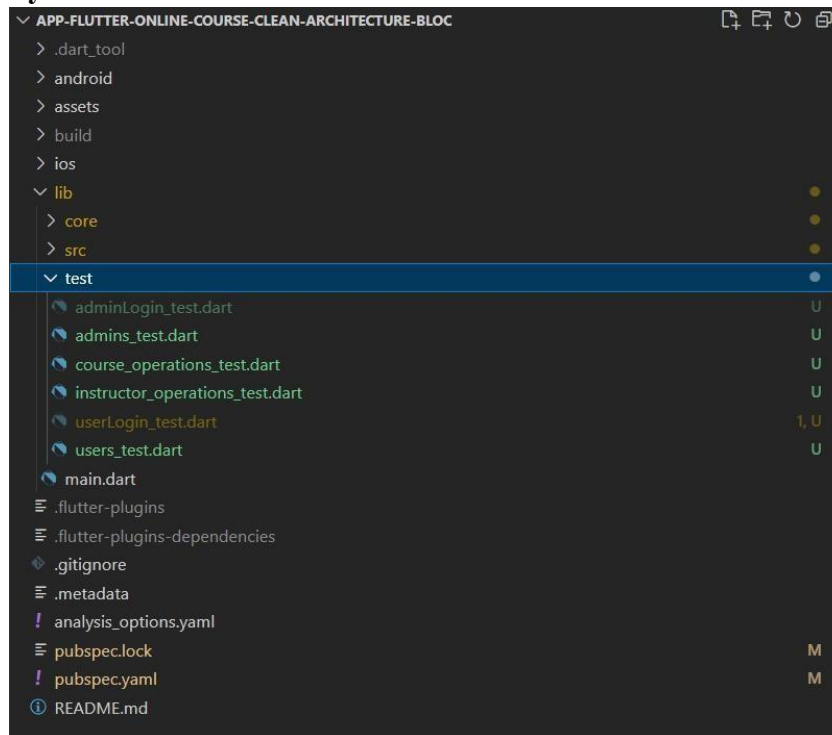 APP-FLUTTER-ONLINE-COURSE-CLEAN-ARCHITECTURE-BLOC
.dart_tool
android
assets
build
ios
lib
core
src
test
adminLogin_test.dart U
admins_test.dart U
course_operations_test.dart U
instructor_operations_test.dart U
userLogin_test.dart 1, U
users_test.dart U
main.dart
.flutter-plugins
.flutter-plugins-dependencies
.gitignore
.metadata
! analysis_options.yaml
pubspec.lock M
! pubspec.yaml M
README.md